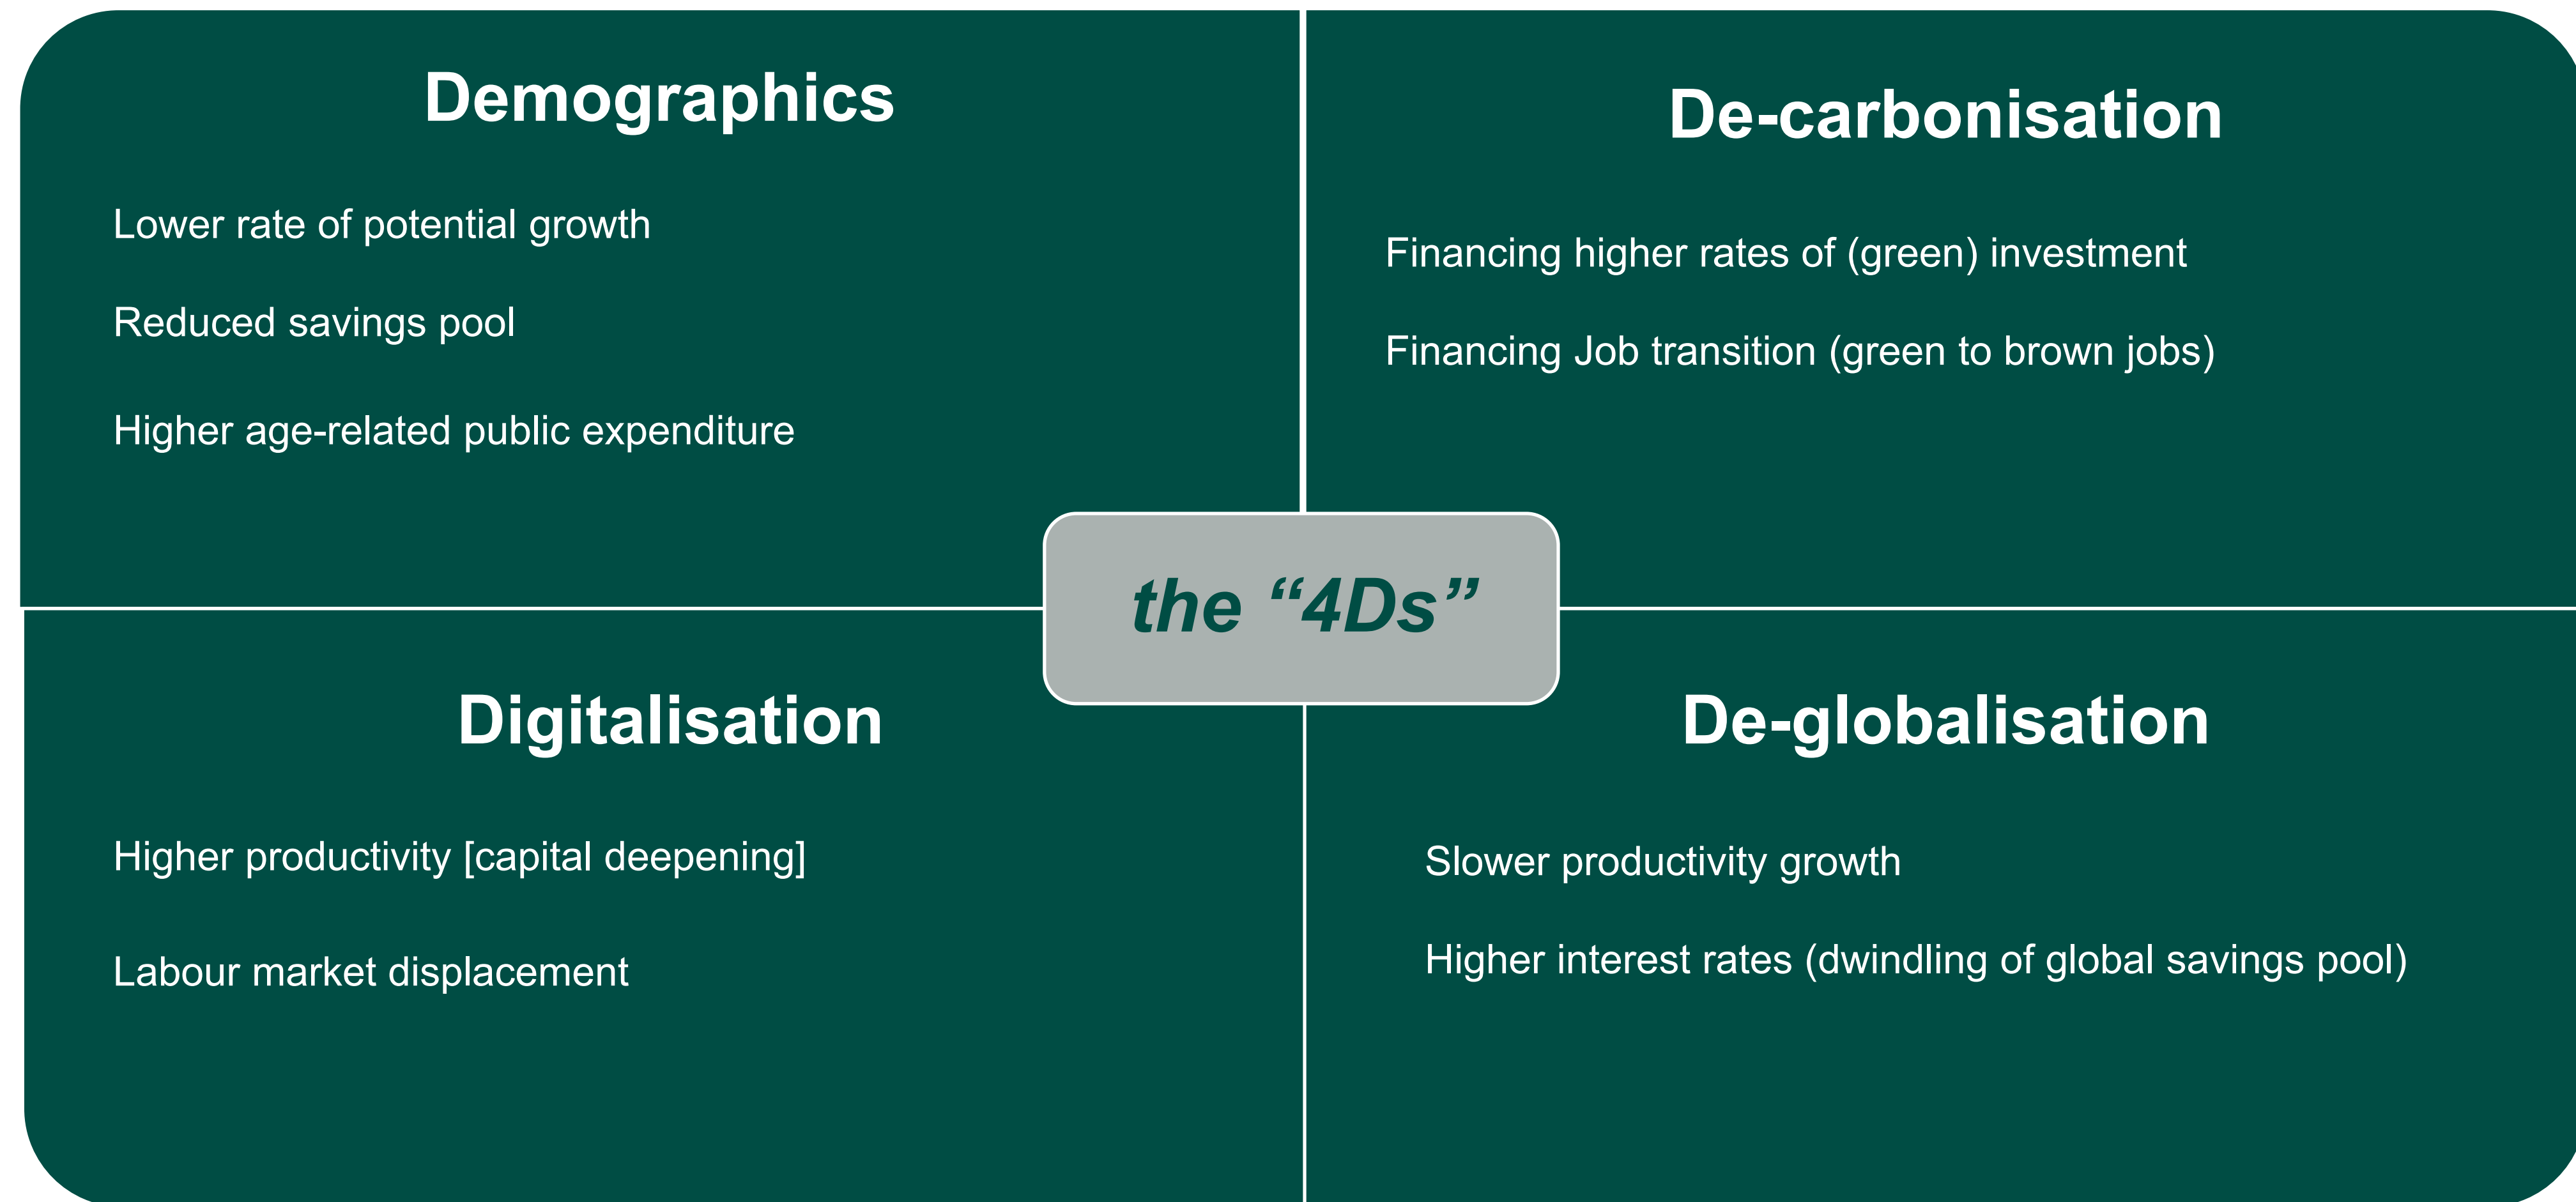 Demographics
Lower rate of potential growth
Reduced savings pool
Higher age-related public expenditure
De-carbonisation
Financing higher rates of (green) investment
Financing Job transition (green to brown jobs)
the “4Ds”
Digitalisation
Higher productivity [capital deepening]
Labour market displacement
De-globalisation
Slower productivity growth
Higher interest rates (dwindling of global savings pool)